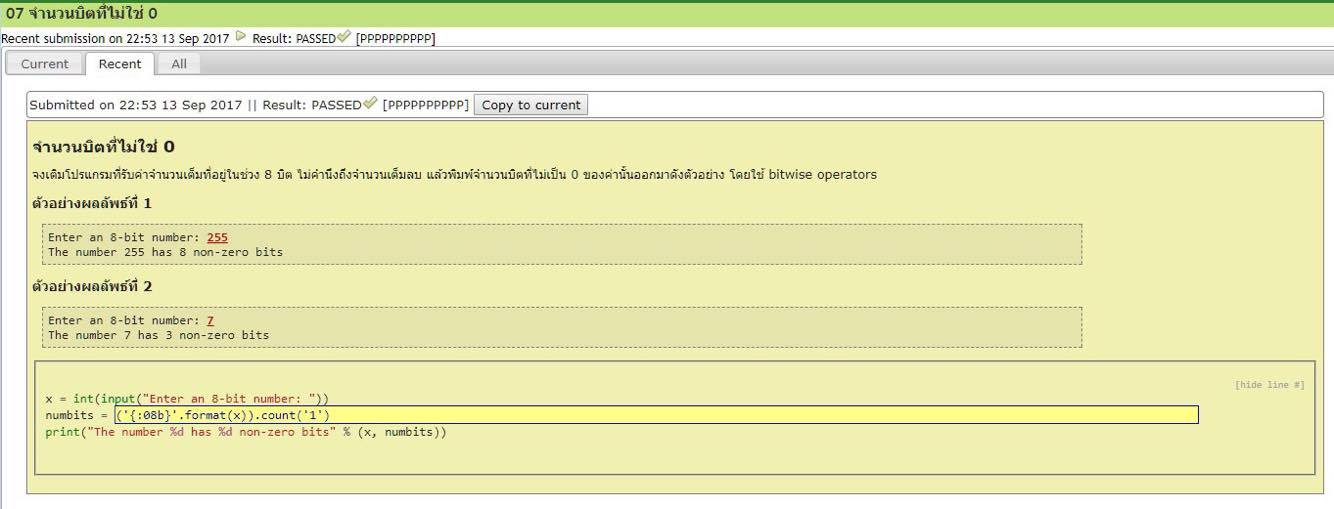 07 จำนวนบิตที่ไม่ใช่ 0
Recent submission on 22:53 13 Sep 2017 Result: PASSED [PPPPPPPPPP]
Current Recent All
Submitted on 22:53 13 Sep 2017 || Result: PASSED [PPPPPPPPPP] Copy to current
จำนวนบิตที่ไม่ใช่ 0
จงเติมโปรแกรมที่รับค่าจำนวนเต็มที่อยู่ในช่วง 8 บิต ไม่คำนึงถึงจำนวนเต็มลบ แล้วพิมพ์จำนวนบิตที่ไม่เป็น 0 ของค่านั้นออกมาดังตัวอย่าง โดยใช้ bitwise operators
ตัวอย่างผลลัพธ์ที่ 1
Enter an 8-bit number: 255
The number 255 has 8 non-zero bits
ตัวอย่างผลลัพธ์ที่ 2
Enter an 8-bit number: 7
The number 7 has 3 non-zero bits
[hide line #]
x = int(input("Enter an 8-bit number: "))
numbits = ('{:08b}'.format(x)).count('1')
print("The number %d has %d non-zero bits" % (x, numbits))